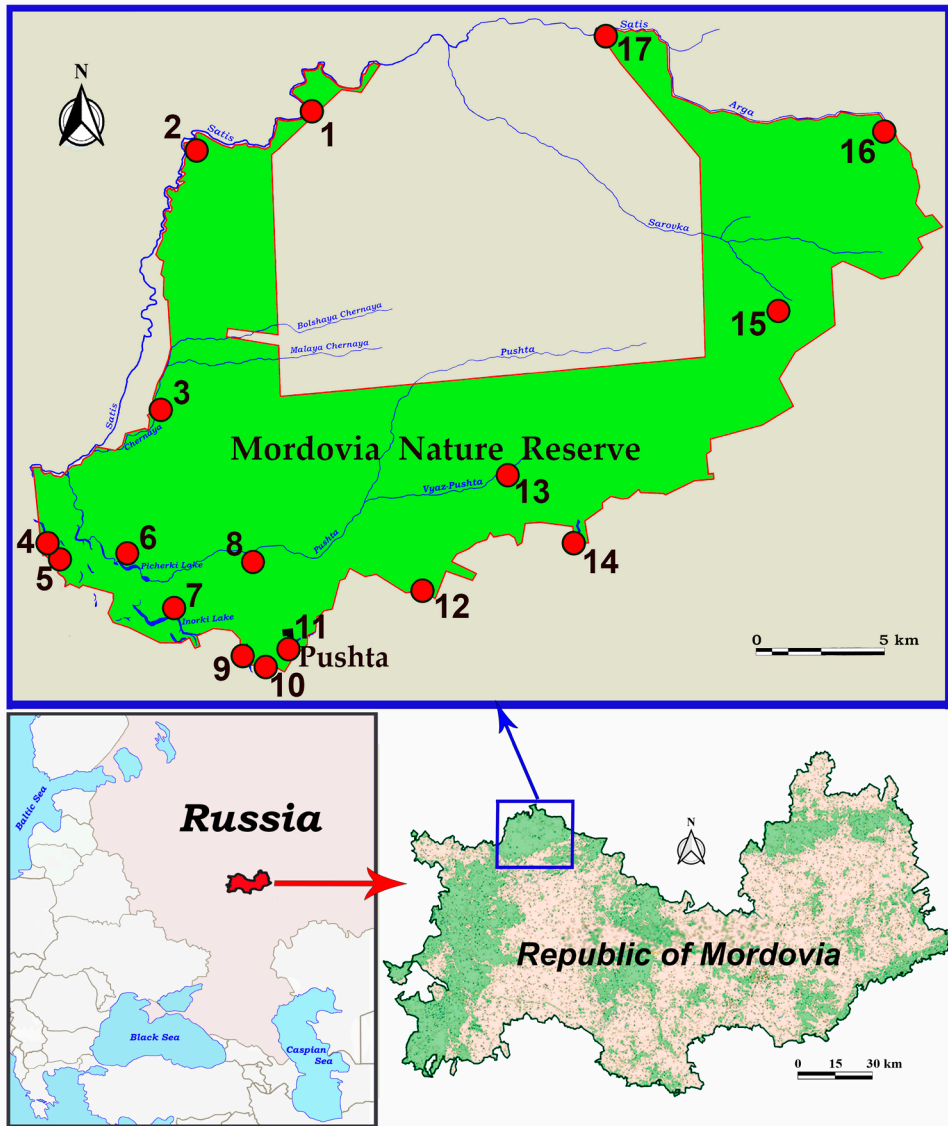 Satis
17
N
1
Arga
2
Satis
16
Sarovka
Bolshaya Chernaya
15
Malaya Chernaya
Pushta
3
Satis
Chernaya
Mordovia Nature Reserve
13
Vyaz-Pushta
4
6
8
Pushta
14
5
Picherki Lake
7
12
Inorki Lake
11
0 5 km
9
Pushta
10
Baltic Sea
Russia
N
Republic of Mordovia
Black Sea
Caspian
Sea
0 15 30 km